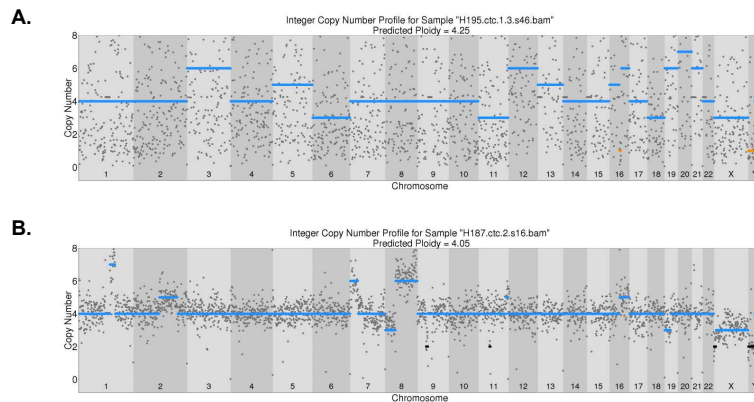 A.
Integer Copy Number Profile for Sample "H195.ctc.1.3.s46.bam"
Predicted Ploidy = 4.25
8
6
4
2
0
Copy Number
1 2 3 4 5 6 7 8 9 10 11 12 13 14 15 16 17 18 19 20 21 22 X Y
Chromosome
B.
Integer Copy Number Profile for Sample "H187.ctc.2.s16.bam"
Predicted Ploidy = 4.05
8
6
4
2
0
Copy Number
1 2 3 4 5 6 7 8 9 10 11 12 13 14 15 16 17 18 19 20 21 22 X Y
Chromosome